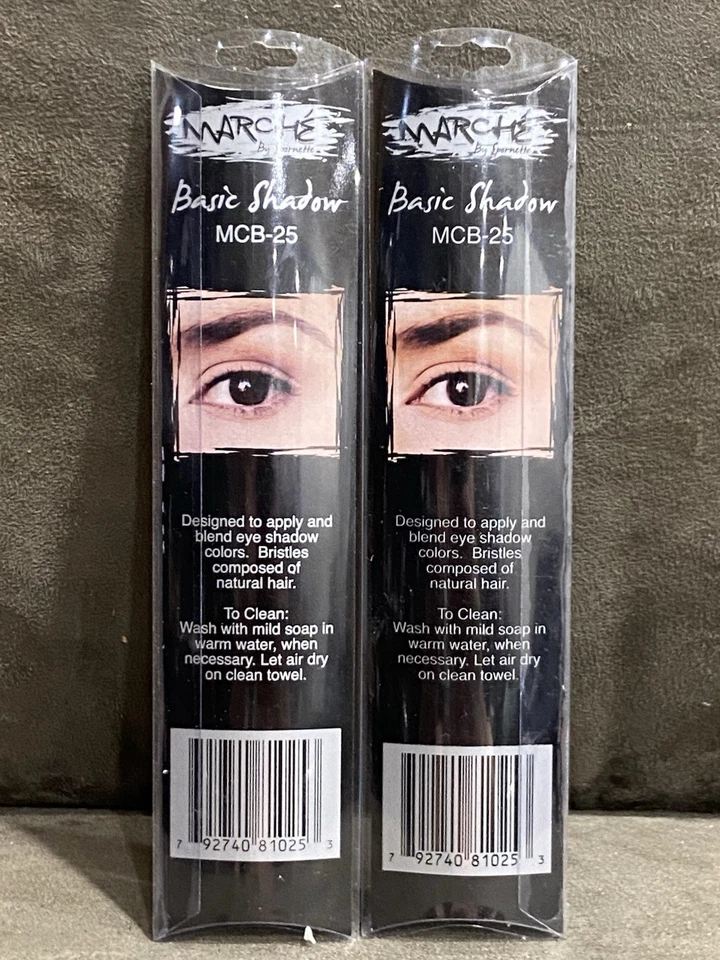 MARCHÉ
By Spornette
Basic Shadow
MCB-25
Designed to apply and
blend eye shadow
colors. Bristles
composed of
natural hair.
To Clean:
Wash with mild soap in
warm water, when
necessary. Let air dry
on clean towel.
7 92740 81025 3
MARCHÉ
By Spornette
Basic Shadow
MCB-25
Designed to apply and
blend eye shadow
colors. Bristles
composed of
natural hair.
To Clean:
Wash with mild soap in
warm water, when
necessary. Let air dry
on clean towel.
7 92740 81025 3